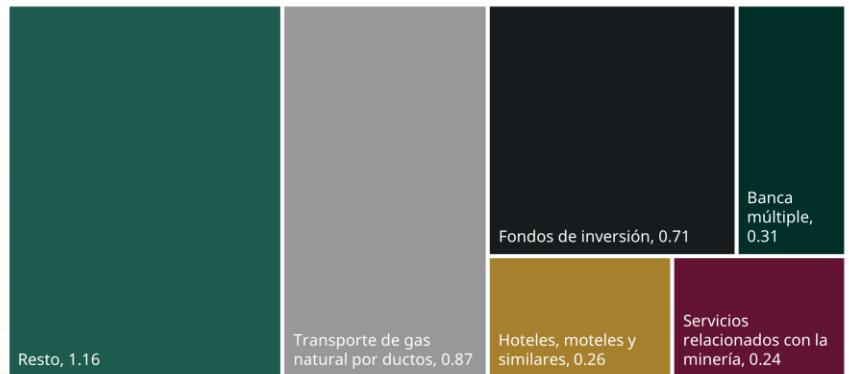 Resto, 1.16
Transporte de gas
natural por ductos, 0.87
Fondos de inversión, 0.71
Banca
múltiple,
0.31
Hoteles, moteles y
similares, 0.26
Servicios
relacionados con la
minería, 0.24